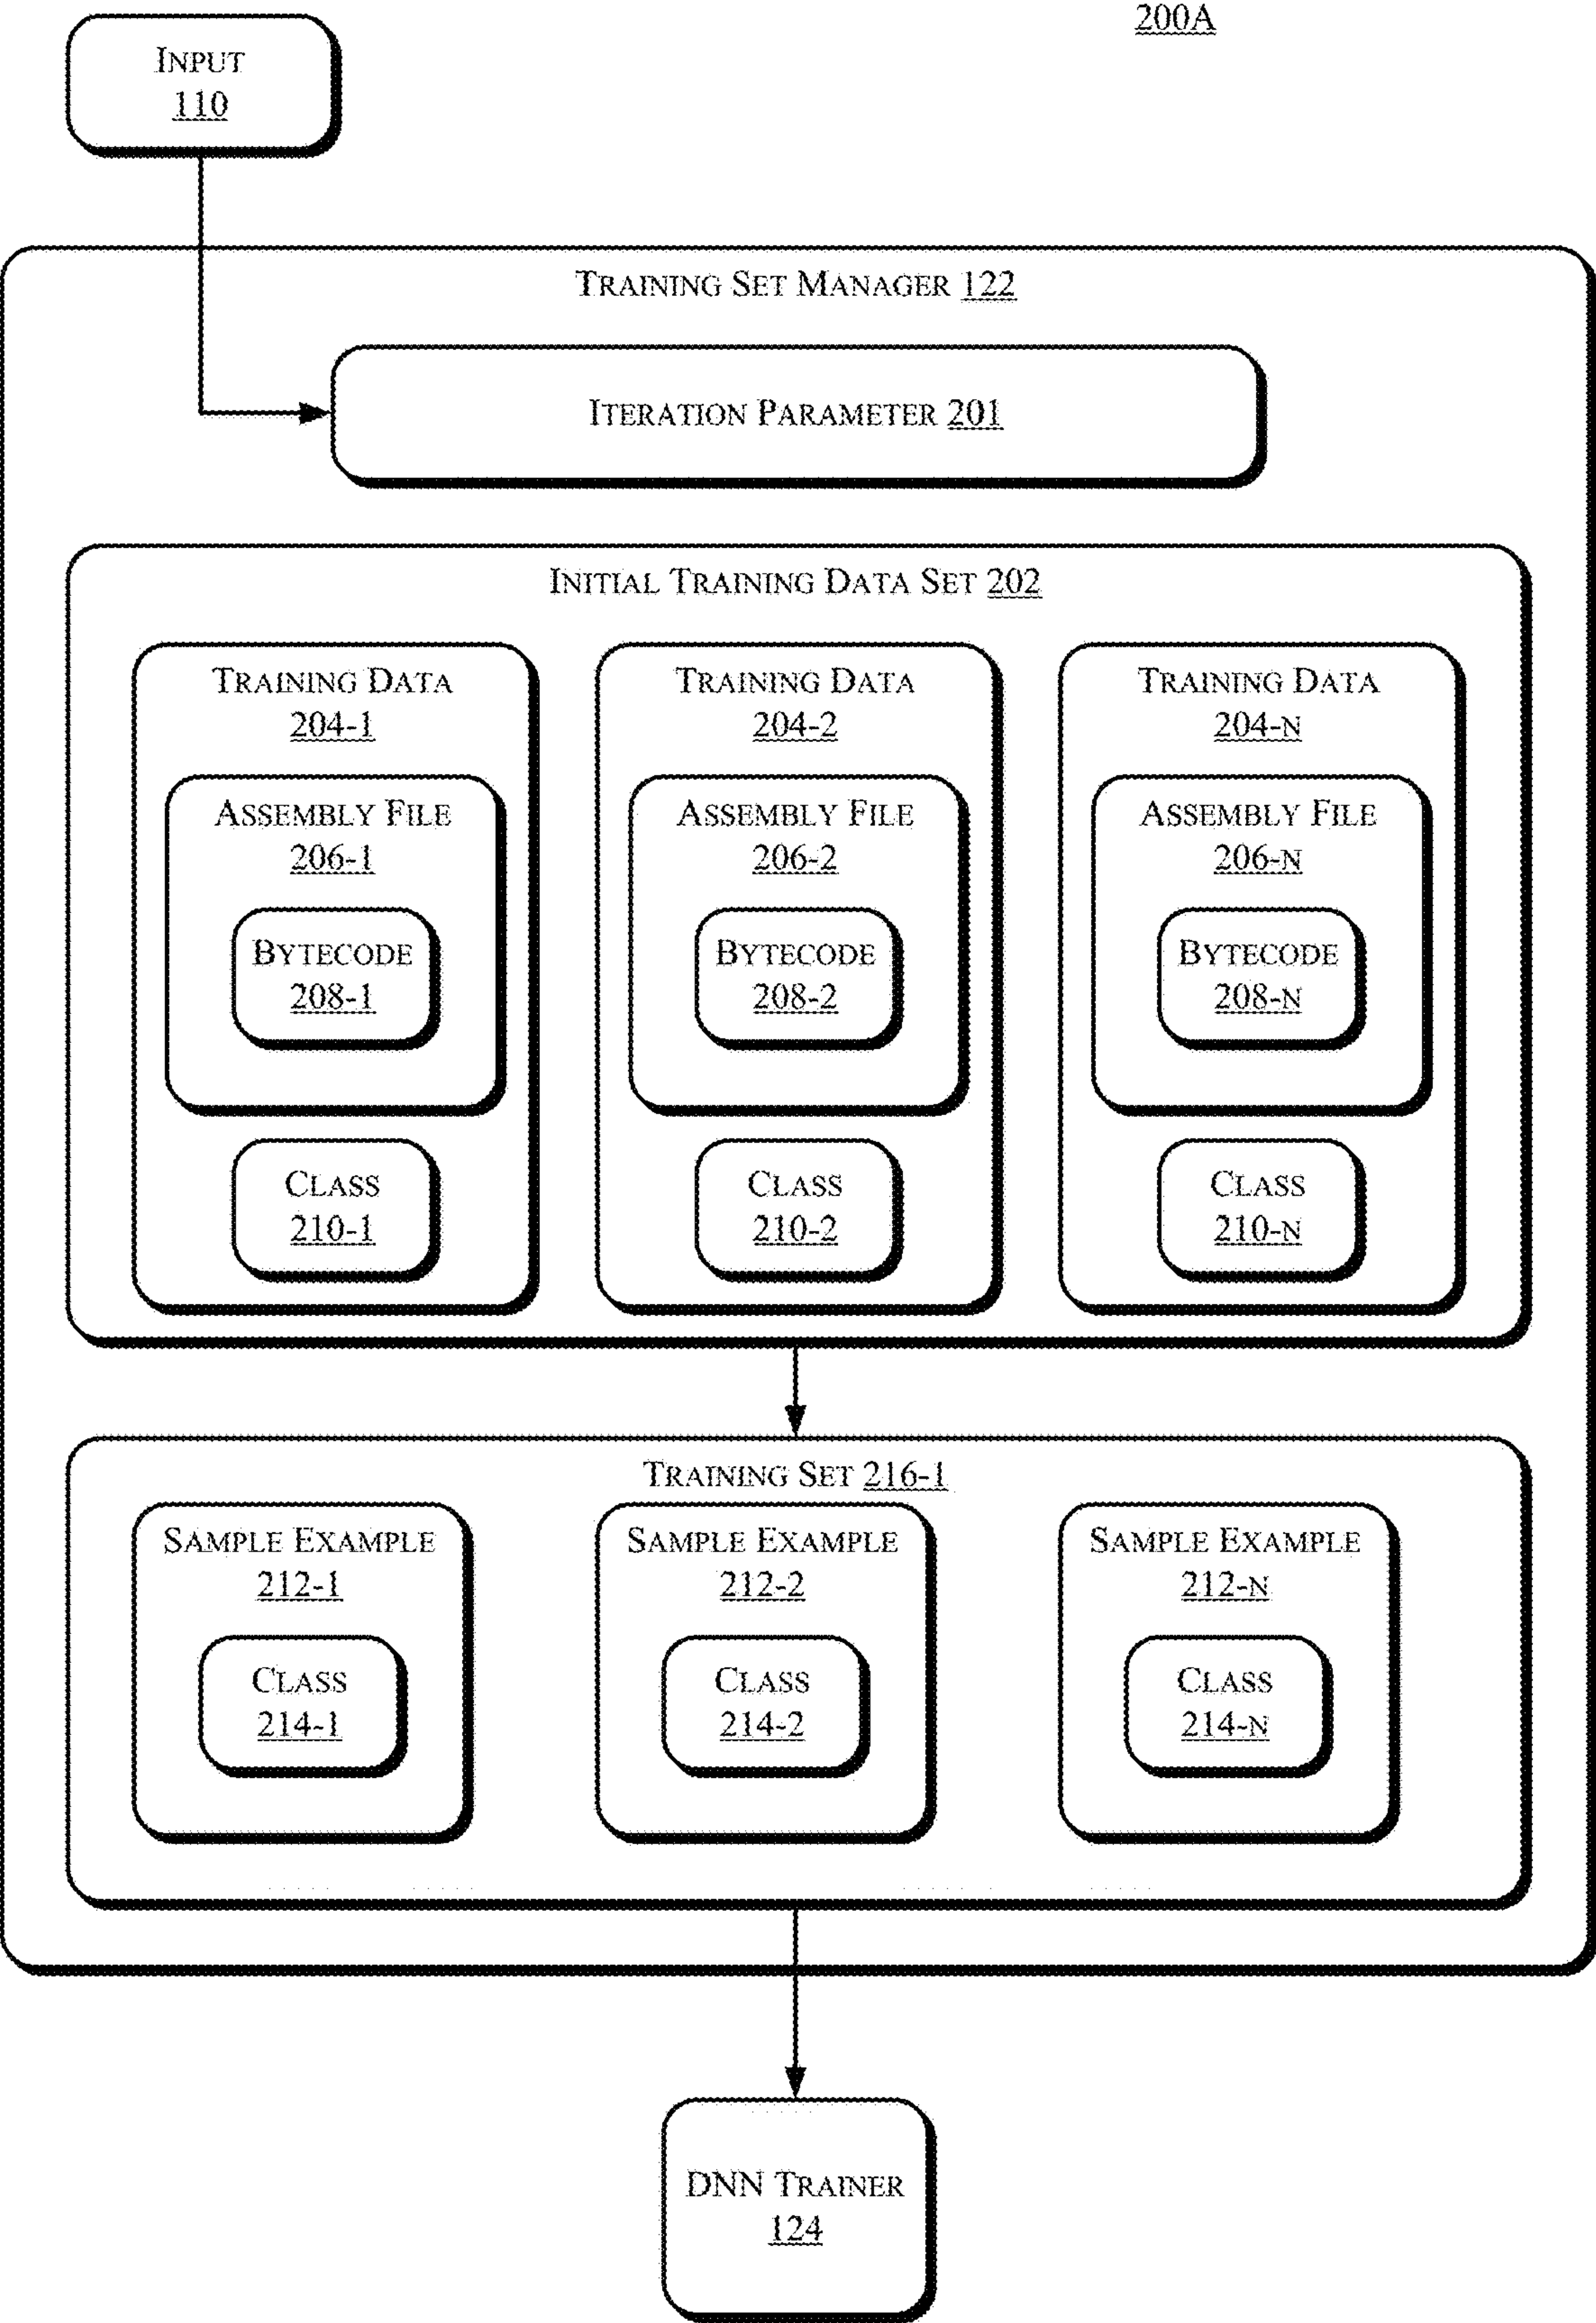 200A
INPUT
110
TRAINING SET MANAGER 122
ITERATION PARAMETER 201
INITIAL TRAINING DATA SET 202
TRAINING DATA
204-1
ASSEMBLY FILE
206-1
BYTECODE
208-1
CLASS
210-1
TRAINING DATA
204-2
ASSEMBLY FILE
206-2
BYTECODE
208-2
CLASS
210-2
TRAINING DATA
204-N
ASSEMBLY FILE
206-N
BYTECODE
208-N
CLASS
210-N
TRAINING SET 216-1
SAMPLE EXAMPLE
212-1
CLASS
214-1
SAMPLE EXAMPLE
212-2
CLASS
214-2
SAMPLE EXAMPLE
212-N
CLASS
214-N
DNN TRAINER
124